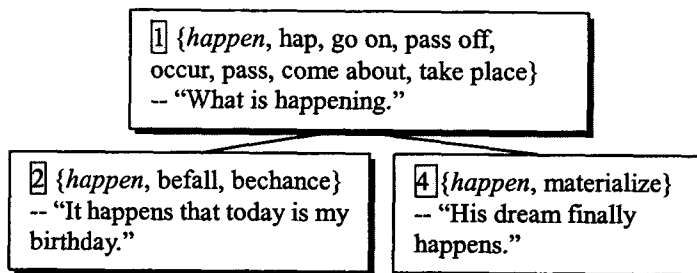 1 {happen, hap, go on, pass off,
occur, pass, come about, take place}
-- “What is happening.”
2 {happen, befall, bechance}
-- “It happens that today is my
birthday.”
4 {happen, materialize}
-- “His dream finally
happens.”